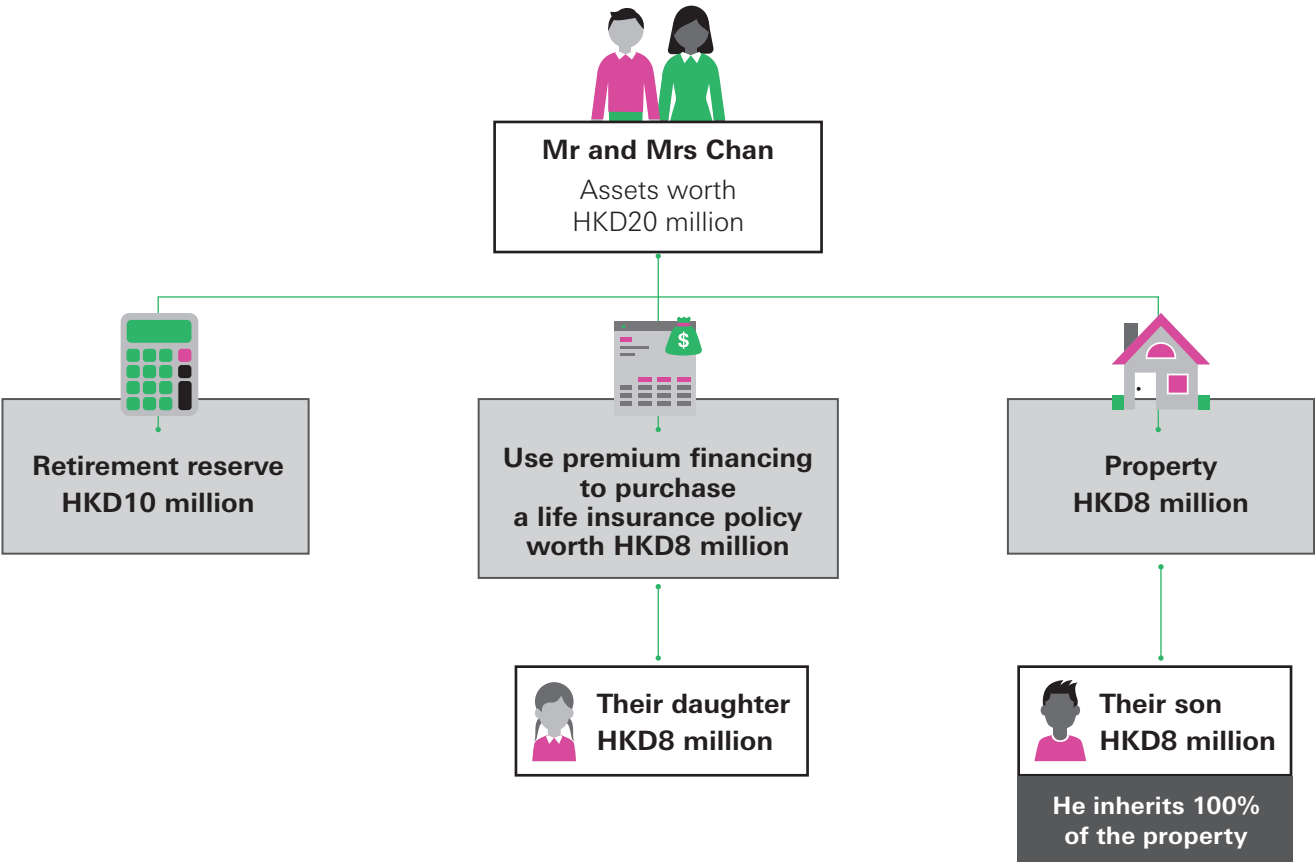 Mr and Mrs Chan
Assets worth
HKD20 million
$
Retirement reserve
HKD10 million
Use premium financing
to purchase
a life insurance policy
worth HKD8 million
Property
HKD8 million
Their daughter
HKD8 million
Their son
HKD8 million
He inherits 100%
of the property